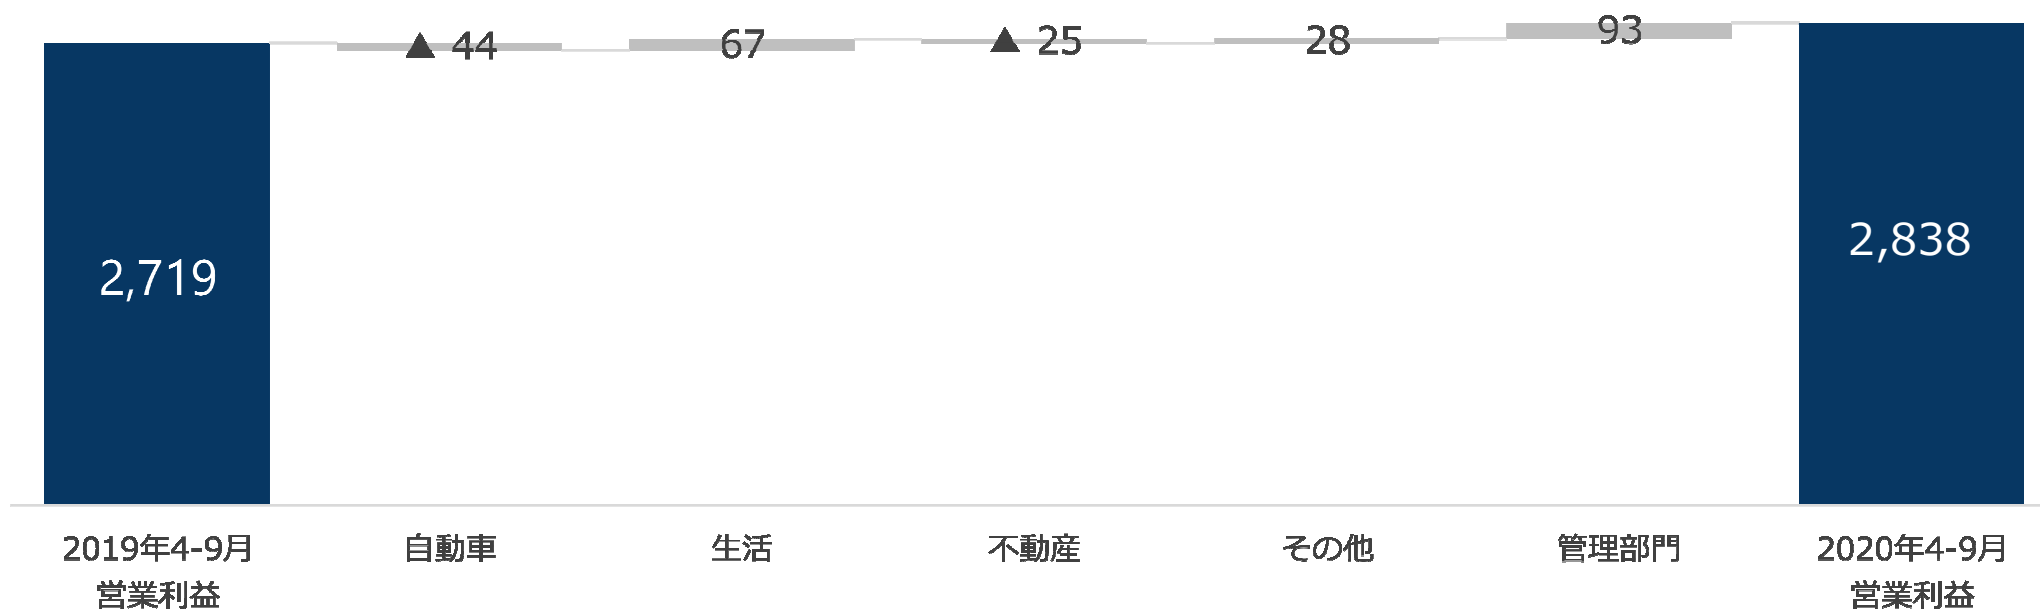 ▲ 44
67
▲ 25
28
93
2,719
2,838
2019年4-9月
営業利益
自動車
生活
不動産
その他
管理部門
2020年4-9月
営業利益